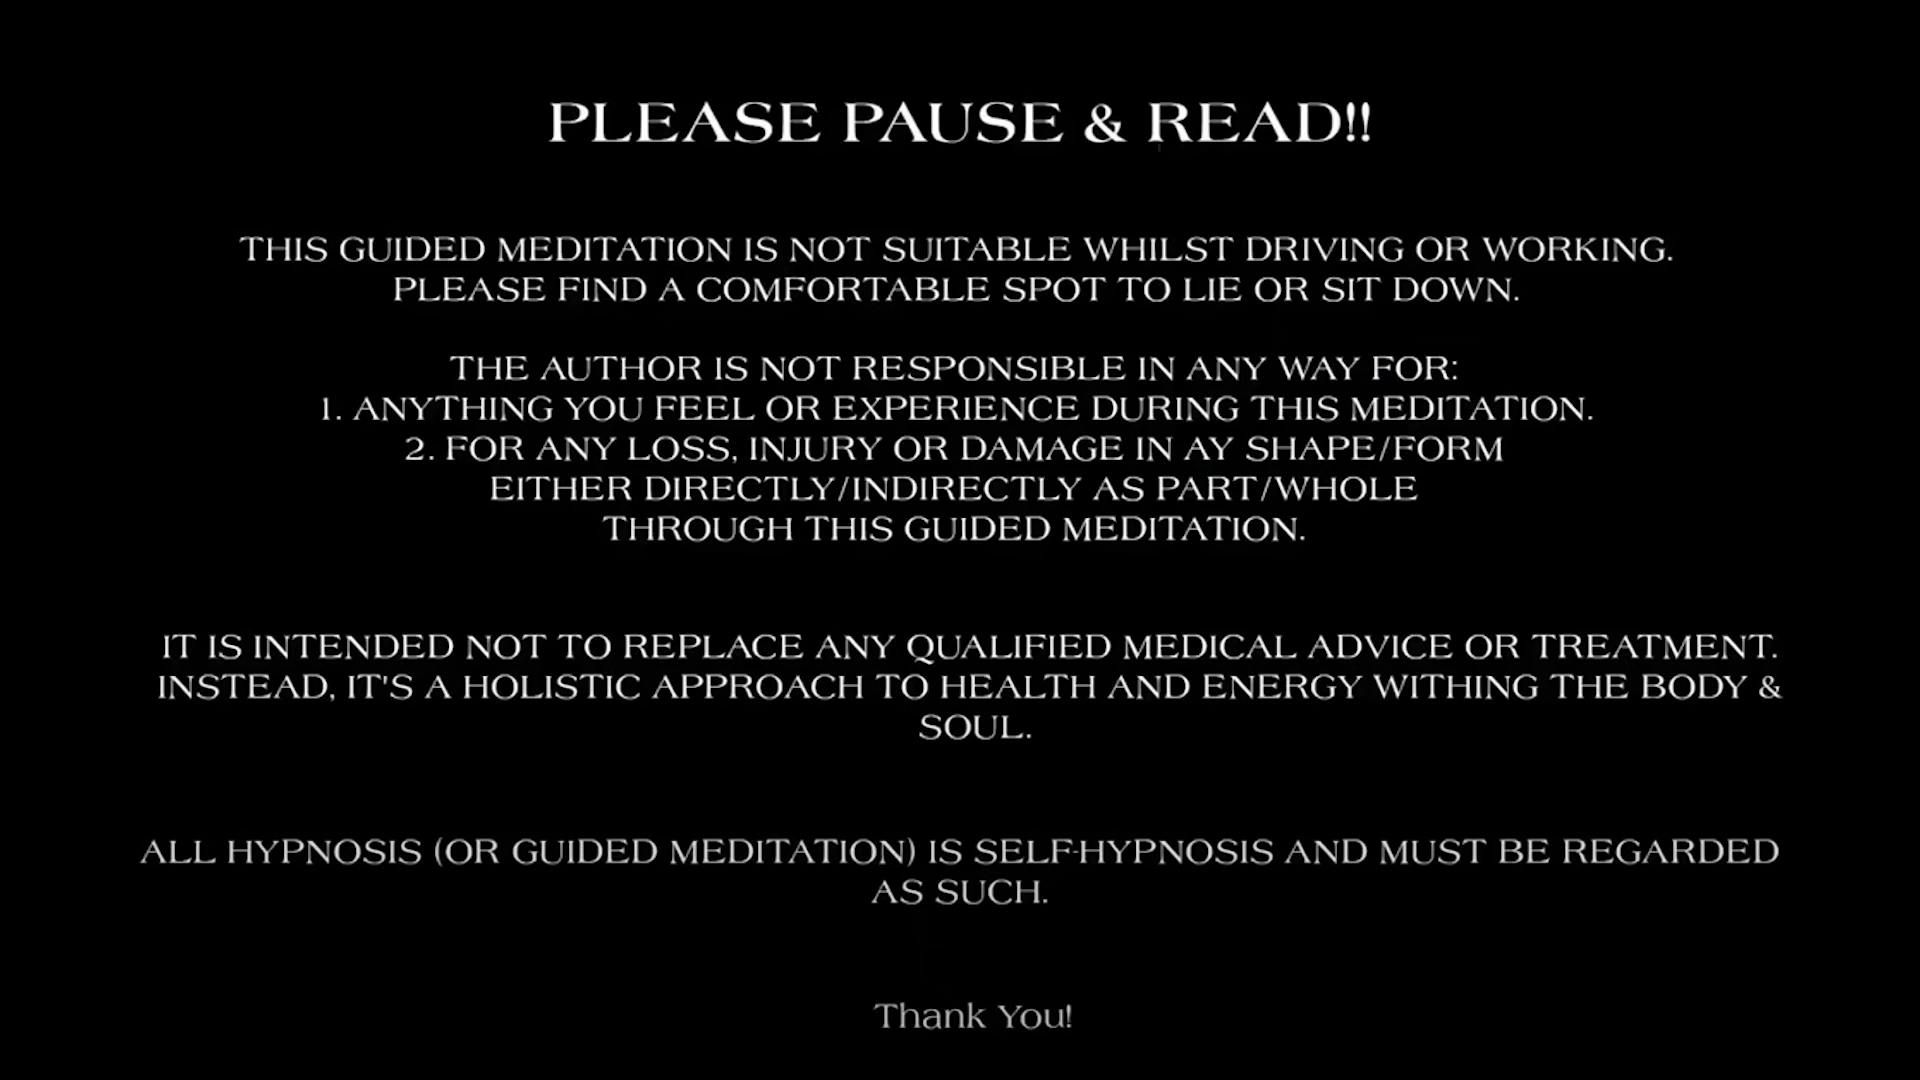 PLEASE PAUSE & READ!!
THIS GUIDED MEDITATION IS NOT SUITABLE WHILST DRIVING OR WORKING.
PLEASE FIND A COMFORTABLE SPOT TO LIE OR SIT DOWN.
THE AUTHOR IS NOT RESPONSIBLE IN ANY WAY FOR:
1. ANYTHING YOU FEEL OR EXPERIENCE DURING THIS MEDITATION.
2. FOR ANY LOSS, INJURY OR DAMAGE IN AY SHAPE/FORM
EITHER DIRECTLY/INDIRECTLY AS PART/WHOLE
THROUGH THIS GUIDED MEDITATION.
IT IS INTENDED NOT TO REPLACE ANY QUALIFIED MEDICAL ADVICE OR TREATMENT.
INSTEAD, IT'S A HOLISTIC APPROACH TO HEALTH AND ENERGY WITHING THE BODY &
SOUL.
ALL HYPNOSIS (OR GUIDED MEDITATION) IS SELF-HYPNOSIS AND MUST BE REGARDED
AS SUCH.
Thank You!